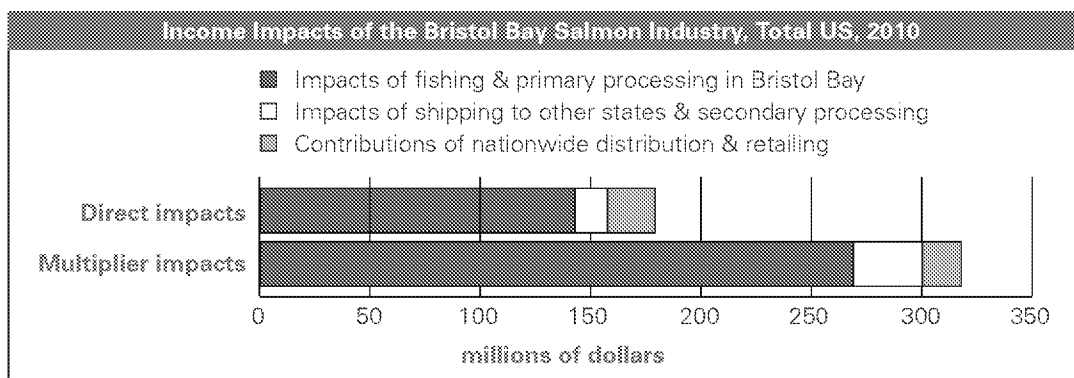 Income Impacts of the Bristol Bay Salmon Industry, Total US, 2010
Impacts of fishing & primary processing in Bristol Bay
Impacts of shipping to other states & secondary processing
Contributions of nationwide distribution & retailing
Direct impacts
Multiplier impacts
0 50 100 150 200 250 300 350
millions of dollars